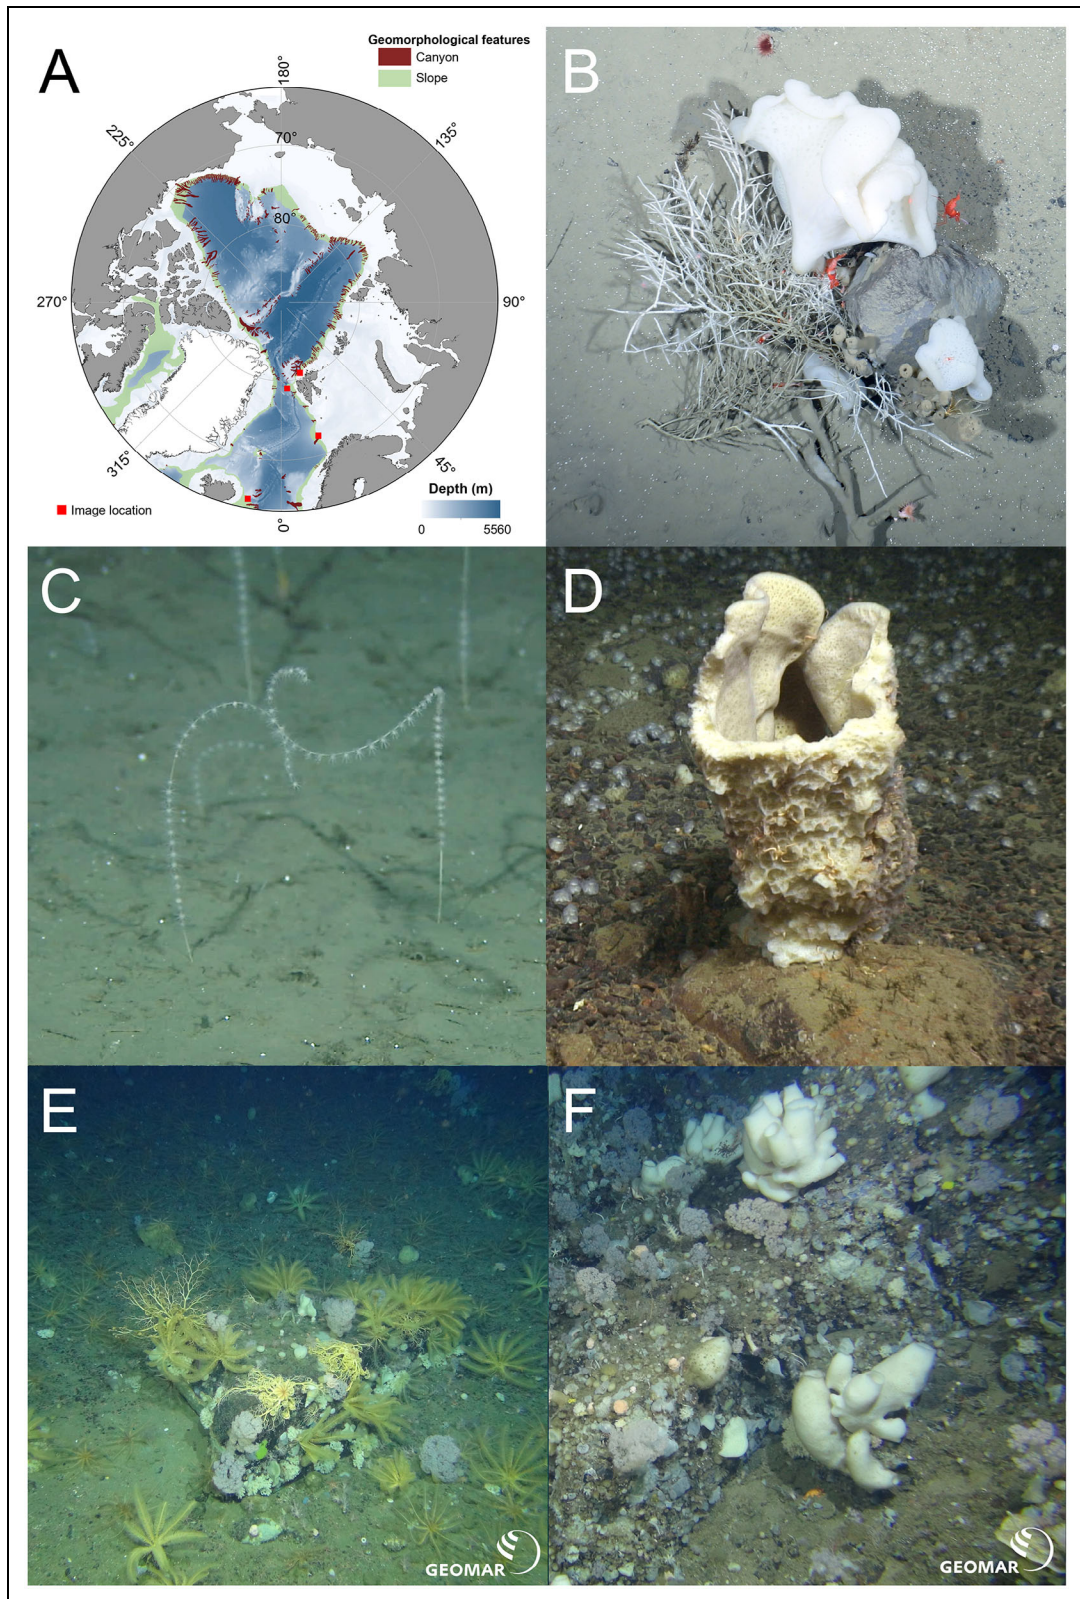 A
Geomorphological features
Canyon
Slope
180°
225°
135°
70°
80°
270°
90°
315°
45°
0°
Image location
Depth (m)
0
5560
B
C
D
E
GEOMAR
F
GEOMAR